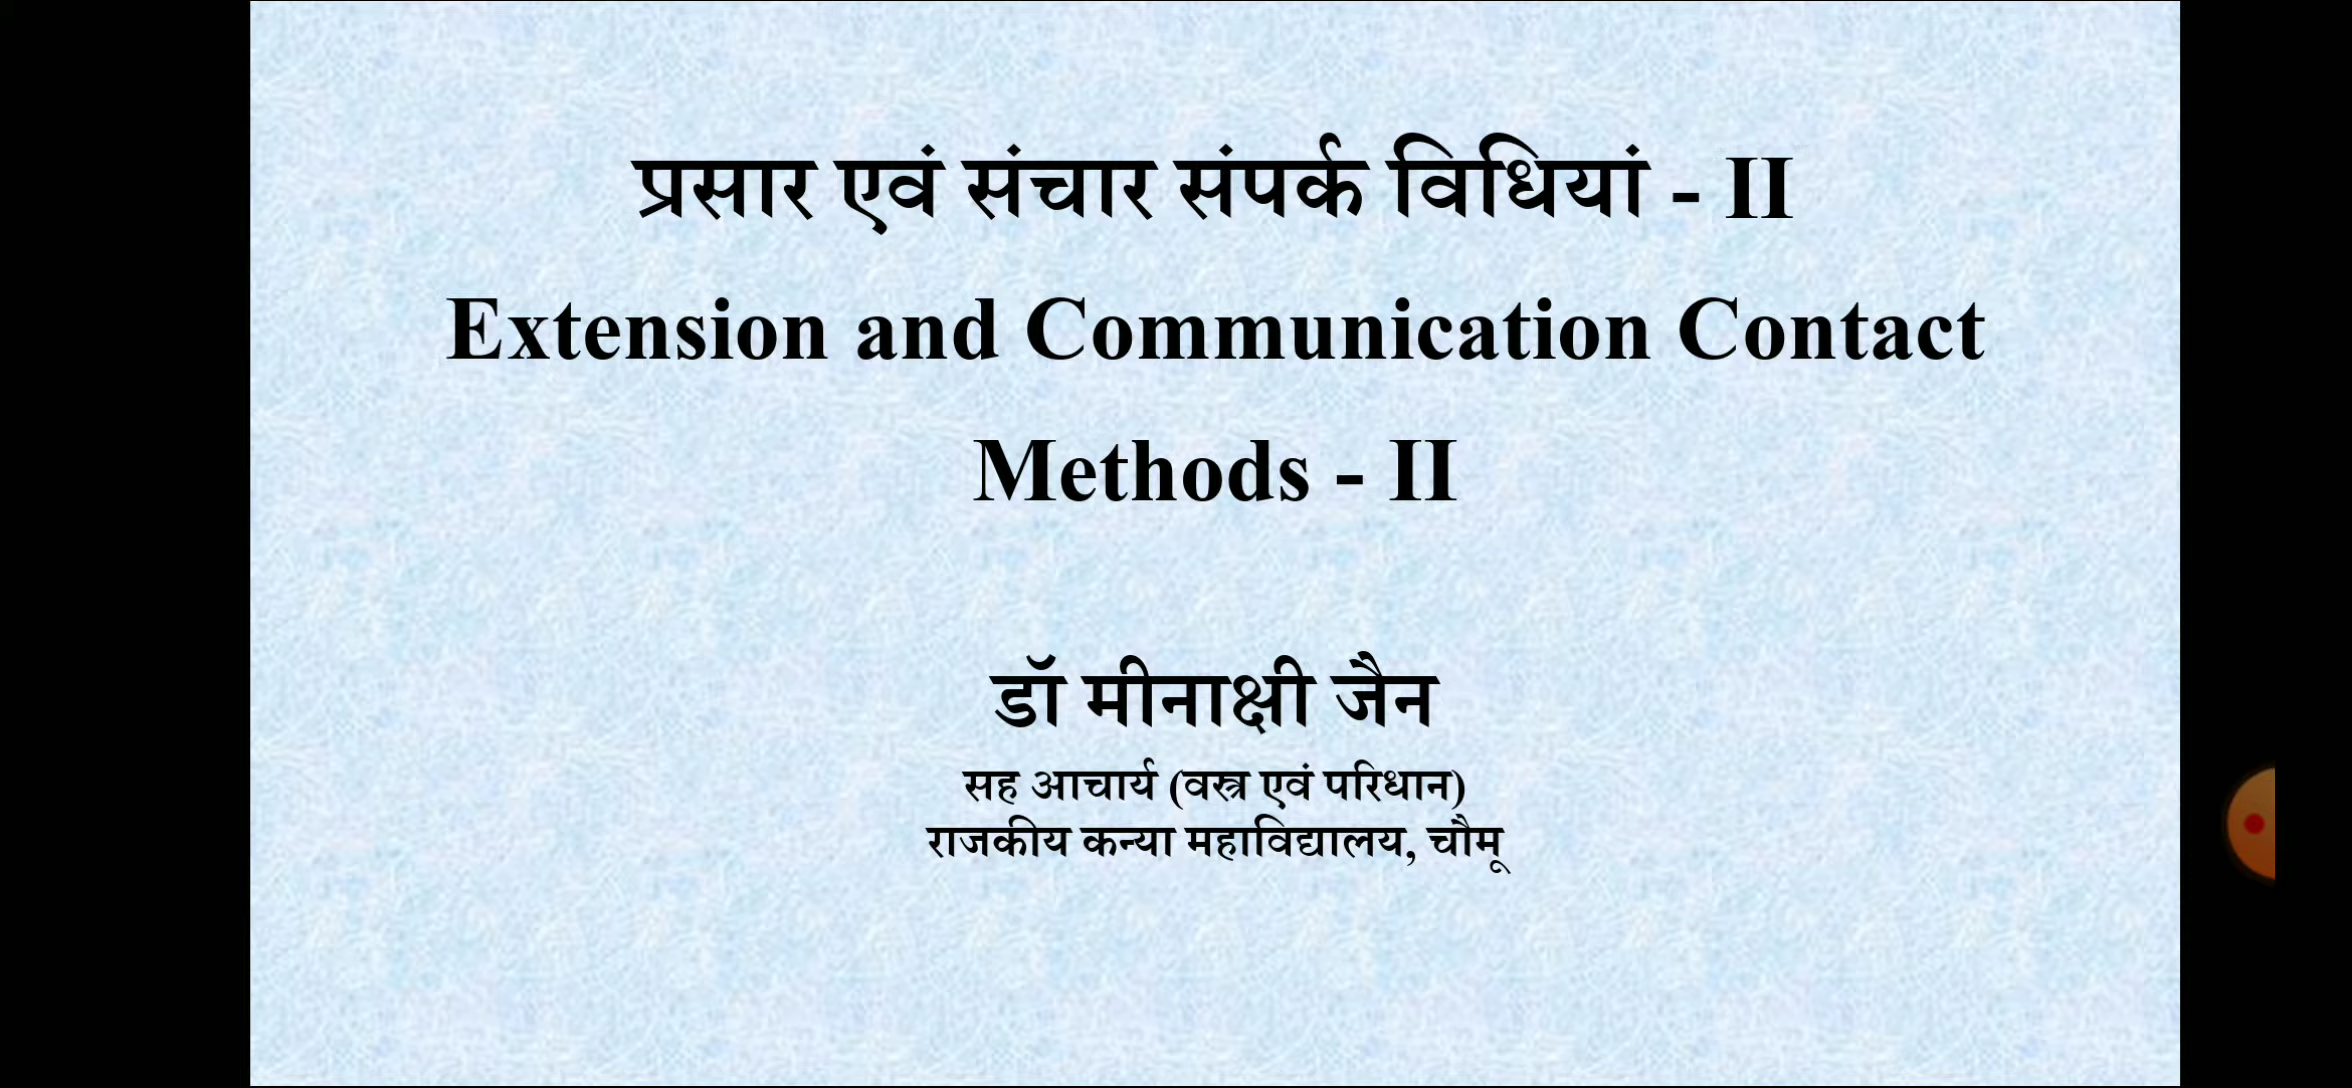 प्रसार एवं संचार संपर्क विधियां - II
Extension and Communication Contact
Methods - II
डॉ मीनाक्षी जैन
सह आचार्य (वस्त्र एवं परिधान)
राजकीय कन्या महाविद्यालय, चौमू